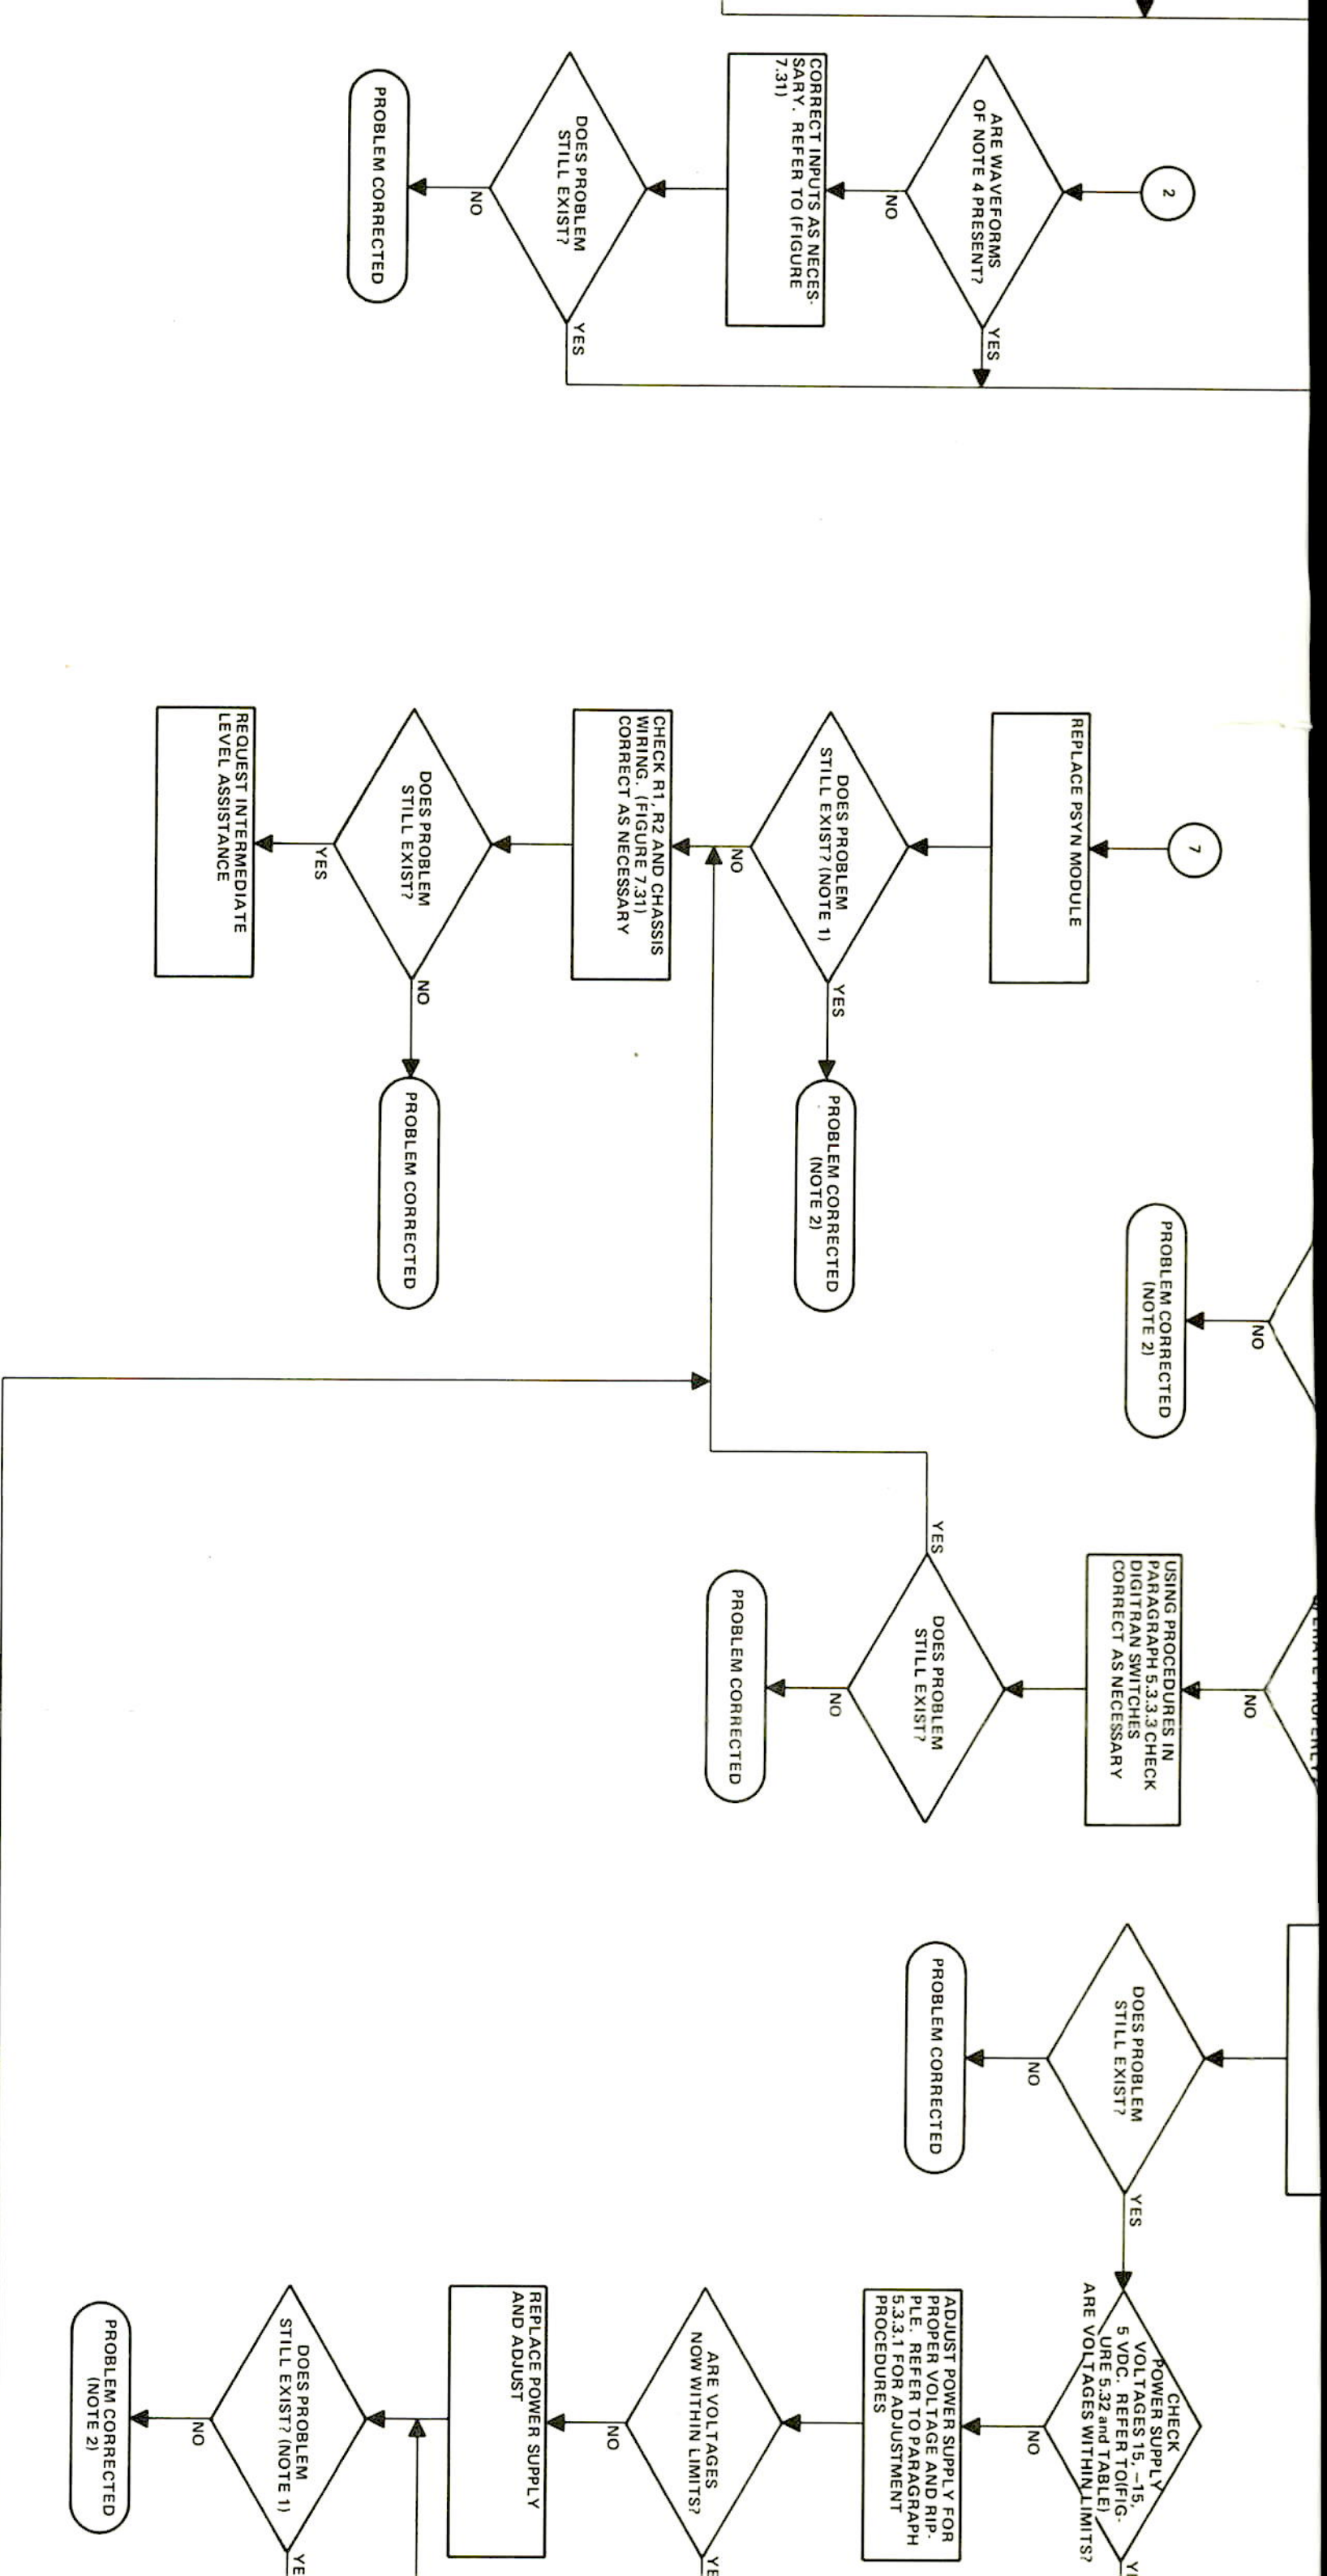 2
ARE WAVEFORMS
OF NOTE 4 PRESENT?
YES
NO
CORRECT INPUTS AS NECES-
SARY. REFER TO (FIGURE
7.31)
DOES PROBLEM
STILL EXIST?
YES
NO
PROBLEM CORRECTED
7
REPLACE PSYN MODULE
DOES PROBLEM
STILL EXIST? (NOTE 1)
YES
PROBLEM CORRECTED
(NOTE 2)
NO
CHECK R1, R2 AND CHASSIS
WIRING. (FIGURE 7.31)
CORRECT AS NECESSARY
DOES PROBLEM
STILL EXIST?
NO
PROBLEM CORRECTED
YES
REQUEST INTERMEDIATE
LEVEL ASSISTANCE
NO
PROBLEM CORRECTED
(NOTE 2)
NO
USING PROCEDURES IN
PARAGRAPH 5.3.3.3 CHECK
DIGITRAN SWITCHES
CORRECT AS NECESSARY
DOES PROBLEM
STILL EXIST?
YES
NO
PROBLEM CORRECTED
DOES PROBLEM
STILL EXIST?
YES
NO
PROBLEM CORRECTED
CHECK
POWER SUPPLY
VOLTAGES 15, –15,
5 VDC. REFER TO(FIG-
URE 5.32 and TABLE)
ARE VOLTAGES WITHIN LIMITS?
NO
ADJUST POWER SUPPLY FOR
PROPER VOLTAGE AND RIP-
PLE. REFER TO PARAGRAPH
5.3.3.1 FOR ADJUSTMENT
PROCEDURES
ARE VOLTAGES
NOW WITHIN LIMITS?
NO
REPLACE POWER SUPPLY
AND ADJUST
DOES PROBLEM
STILL EXIST? (NOTE 1)
NO
PROBLEM CORRECTED
(NOTE 2)